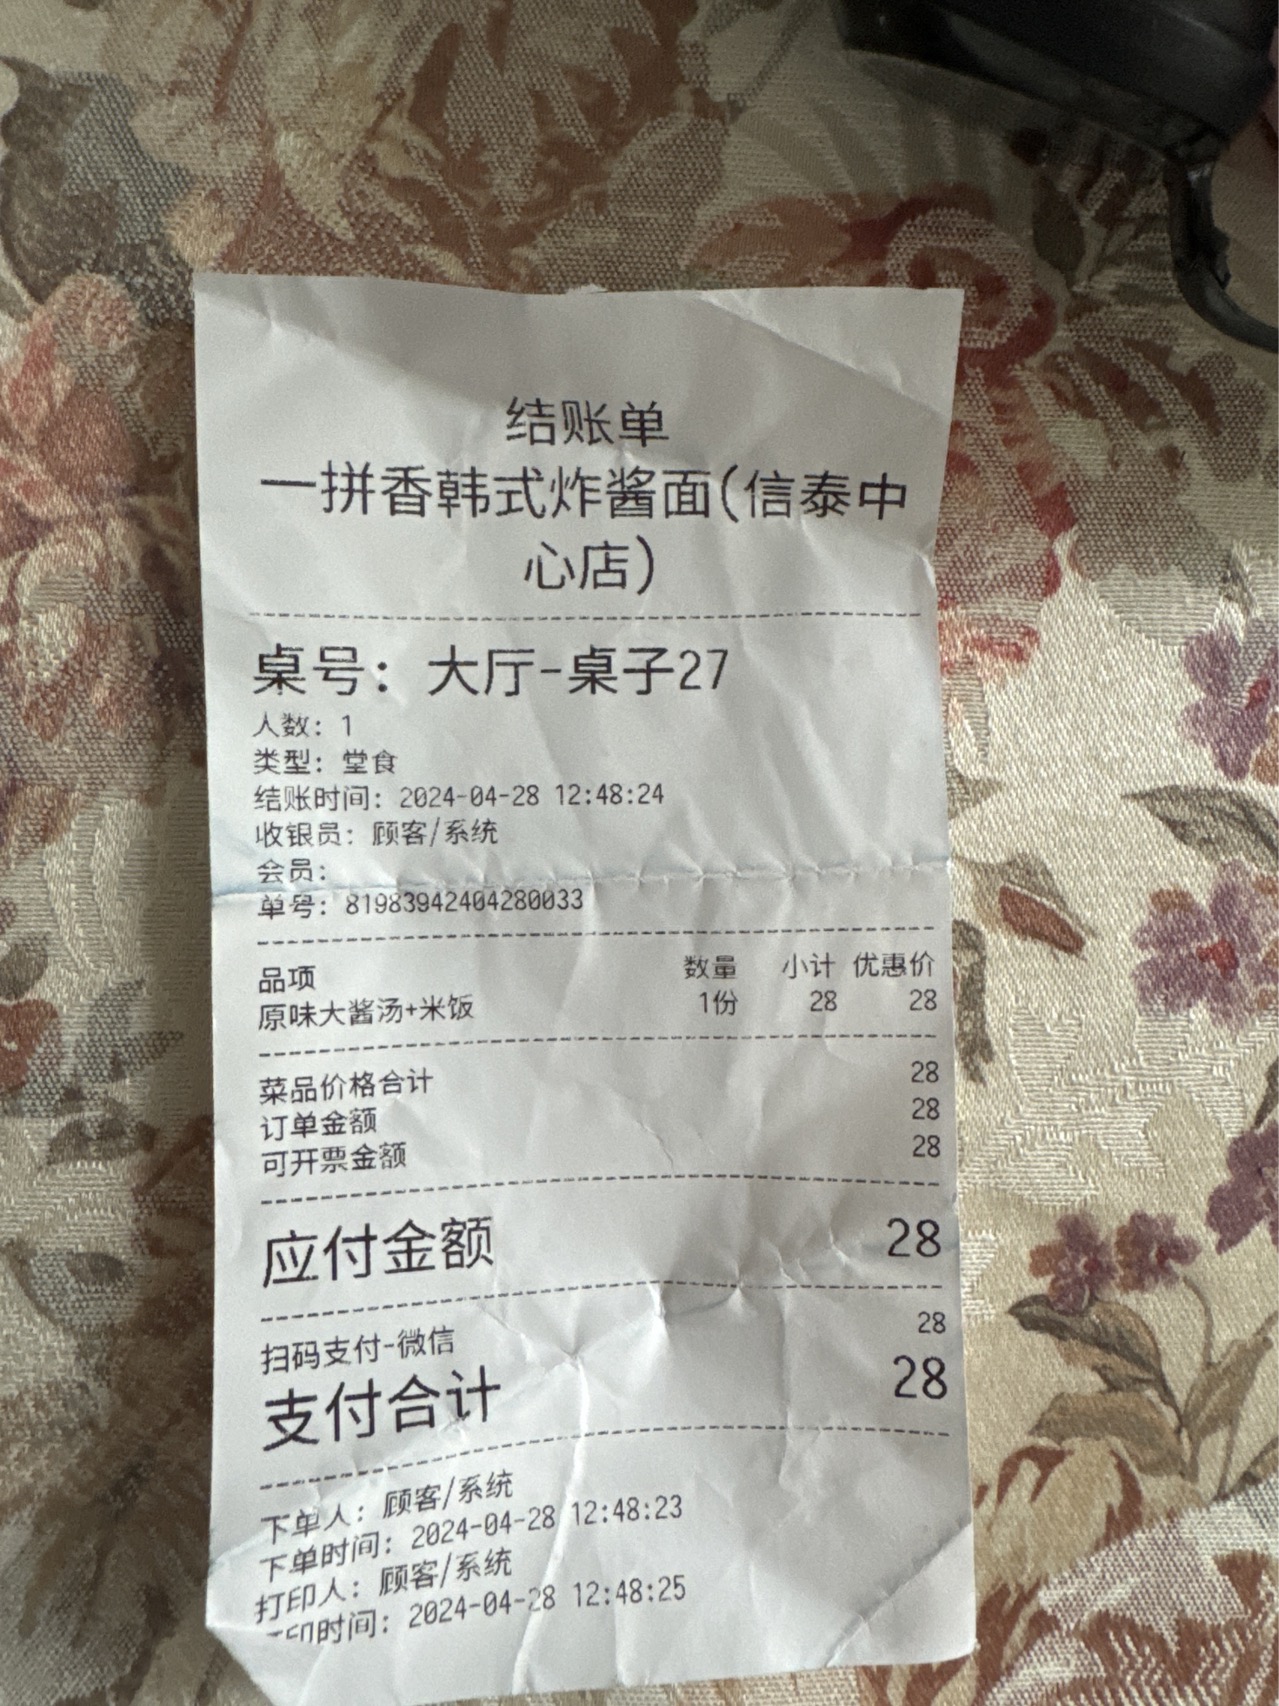 结账单
一拼香韩式炸酱面(信泰中
心店)
桌号：大厅-桌子27
人数：1
类型：堂食
结账时间：2024-04-28 12:48:24
收银员：顾客/系统
会员：
单号：81983942404280033
品项 数量 小计 优惠价
原味大酱汤+米饭 1份 28 28
菜品价格合计 28
订单金额 28
可开票金额 28
应付金额 28
扫码支付-微信 28
支付合计 28
下单人：顾客/系统
下单时间：2024-04-28 12:48:23
打印人：顾客/系统
打印时间：2024-04-28 12:48:25